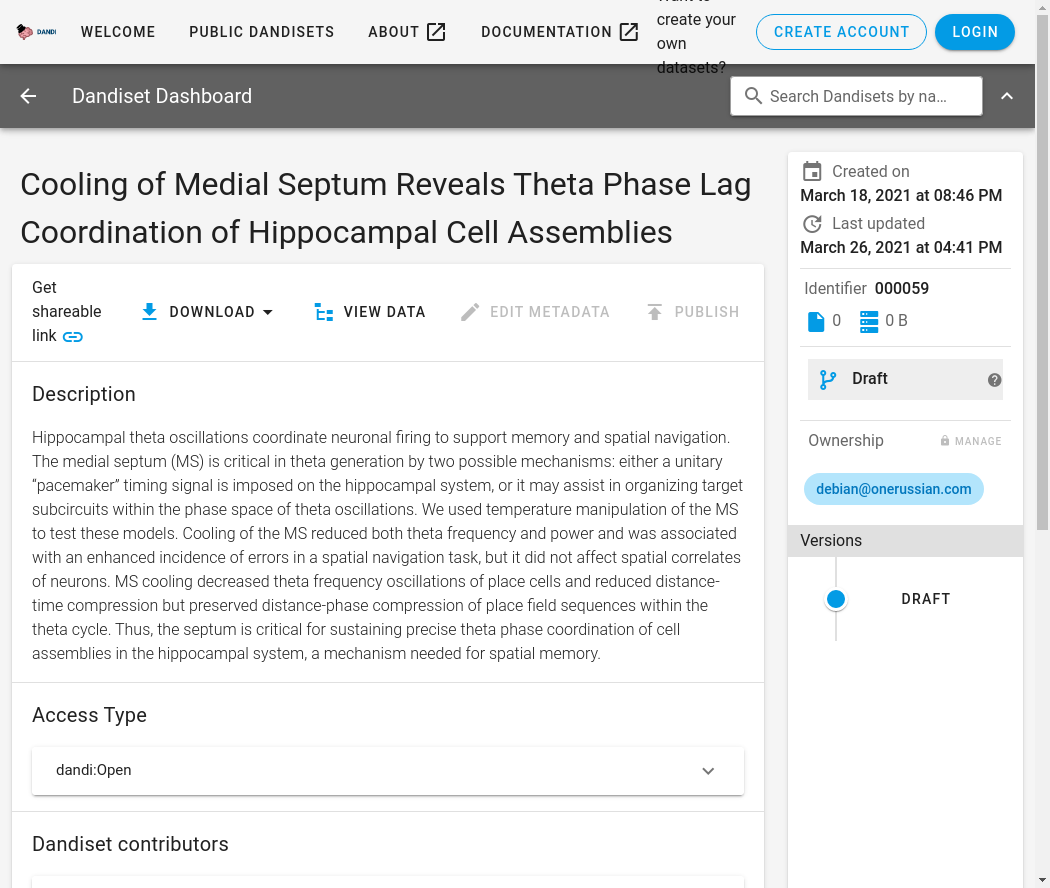 DANDI
WELCOME
PUBLIC DANDISETS
ABOUT
DOCUMENTATION
create your
own
datasets?
CREATE ACCOUNT
LOGIN
Dandiset Dashboard
Search Dandisets by na…
Cooling of Medial Septum Reveals Theta Phase Lag
Coordination of Hippocampal Cell Assemblies
Get
shareable
link
DOWNLOAD
VIEW DATA
EDIT METADATA
PUBLISH
Description
Hippocampal theta oscillations coordinate neuronal firing to support memory and spatial navigation.
The medial septum (MS) is critical in theta generation by two possible mechanisms: either a unitary
“pacemaker” timing signal is imposed on the hippocampal system, or it may assist in organizing target
subcircuits within the phase space of theta oscillations. We used temperature manipulation of the MS
to test these models. Cooling of the MS reduced both theta frequency and power and was associated
with an enhanced incidence of errors in a spatial navigation task, but it did not affect spatial correlates
of neurons. MS cooling decreased theta frequency oscillations of place cells and reduced distance-
time compression but preserved distance-phase compression of place field sequences within the
theta cycle. Thus, the septum is critical for sustaining precise theta phase coordination of cell
assemblies in the hippocampal system, a mechanism needed for spatial memory.
Access Type
dandi:Open
Dandiset contributors
Created on
March 18, 2021 at 08:46 PM
Last updated
March 26, 2021 at 04:41 PM
Identifier 000059
0
0 B
Draft
Ownership
MANAGE
debian@onerussian.com
Versions
DRAFT